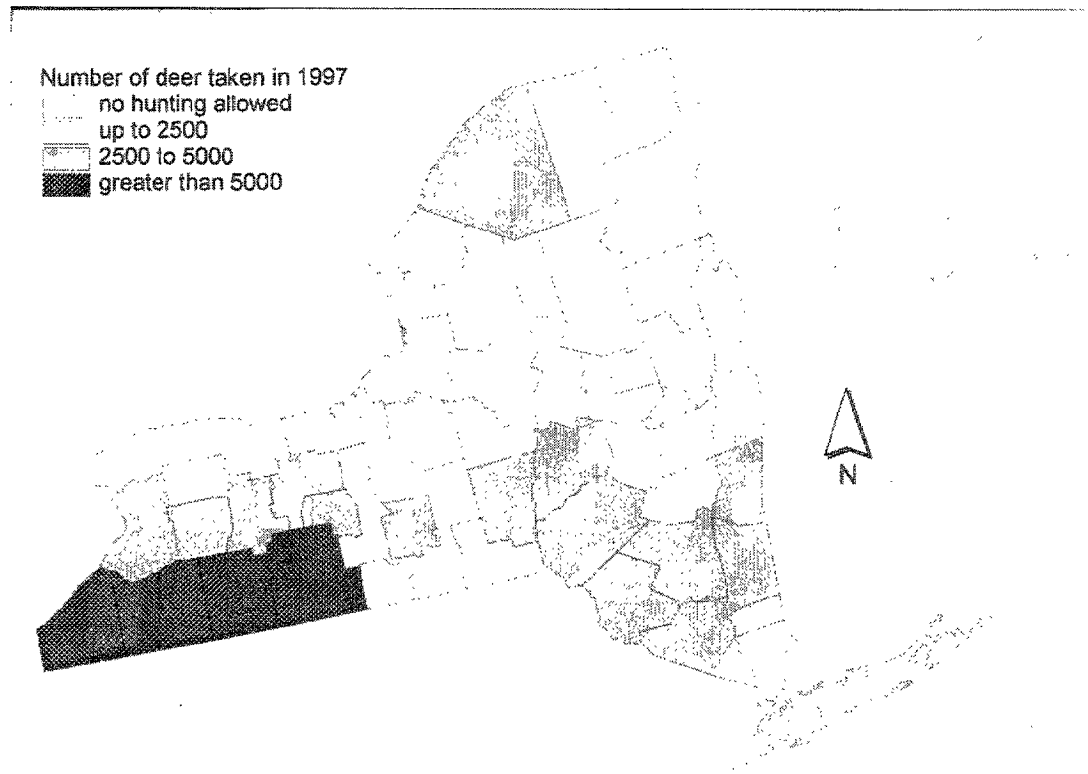 Number of deer taken in 1997
no hunting allowed
up to 2500
2500 to 5000
greater than 5000
N